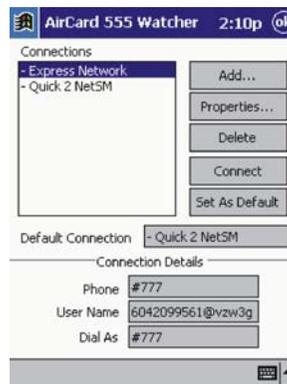 AirCard 555 Watcher 2:10p ok
Connections
- Express Network
- Quick 2 NetSM
Add...
Properties...
Delete
Connect
Set As Default
Default Connection - Quick 2 NetSM
Connection Details
Phone #777
User Name 6042099561@vzw3g
Dial As #777